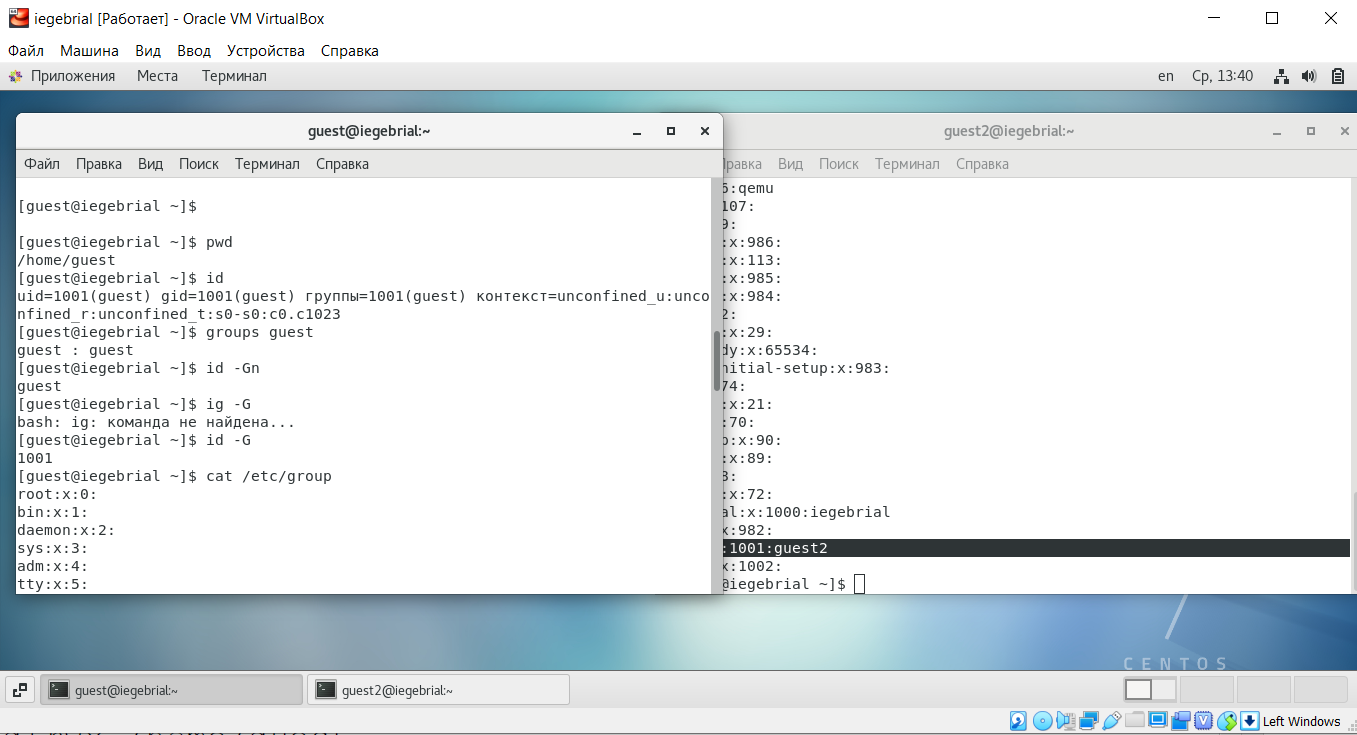 iegebrial [Работает] - Oracle VM VirtualBox
Файл Машина Вид Ввод Устройства Справка
Приложения Места Терминал en Ср, 13:40
guest@iegebrial:~
Файл Правка Вид Поиск Терминал Справка
[guest@iegebrial ~]$
[guest@iegebrial ~]$ pwd
/home/guest
[guest@iegebrial ~]$ id
uid=1001(guest) gid=1001(guest) группы=1001(guest) контекст=unconfined_u:unco
nfined_r:unconfined_t:s0-s0:c0.c1023
[guest@iegebrial ~]$ groups guest
guest : guest
[guest@iegebrial ~]$ id -Gn
guest
[guest@iegebrial ~]$ ig -G
bash: ig: команда не найдена...
[guest@iegebrial ~]$ id -G
1001
[guest@iegebrial ~]$ cat /etc/group
root:x:0:
bin:x:1:
daemon:x:2:
sys:x:3:
adm:x:4:
tty:x:5:
guest2@iegebrial:~
равка Вид Поиск Терминал Справка
6:qemu
107:
9:
:x:986:
:x:113:
:x:985:
:x:984:
2:
:x:29:
dy:x:65534:
nitial-setup:x:983:
74:
:x:21:
:70:
p:x:90:
:x:89:
8:
:x:72:
al:x:1000:iegebrial
x:982:
:1001:guest2
x:1002:
@iegebrial ~]$
CENTOS
guest@iegebrial:~ guest2@iegebrial:~
Left Windows